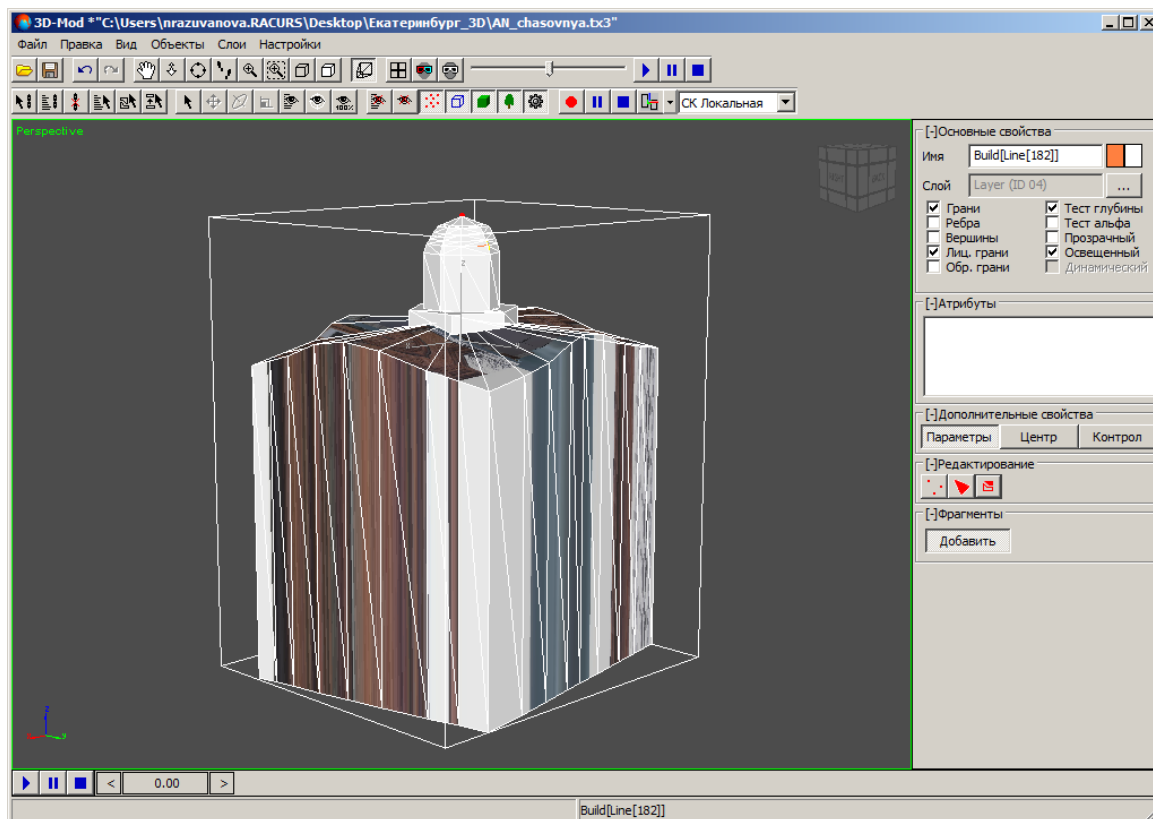 3D-Mod *"C:\Users\nrazuvanova.RACURS\Desktop\Екатеринбург_3D\AN_chasovnya.tx3"
Файл Правка Вид Объекты Слои Настройки
100%
СК Локальная
Perspective
[-]Основные свойства
Имя Build[Line[182]]
Слой Layer (ID 04) ...
Грани Тест глубины
Ребра Тест альфа
Вершины Прозрачный
Лиц. грани Освещенный
Обр. грани Динамический
[-]Атрибуты
[-]Дополнительные свойства
Параметры Центр Контрол
[-]Редактирование
[-]Фрагменты
Добавить
z
z
y
< 0.00 >
Build[Line[182]]